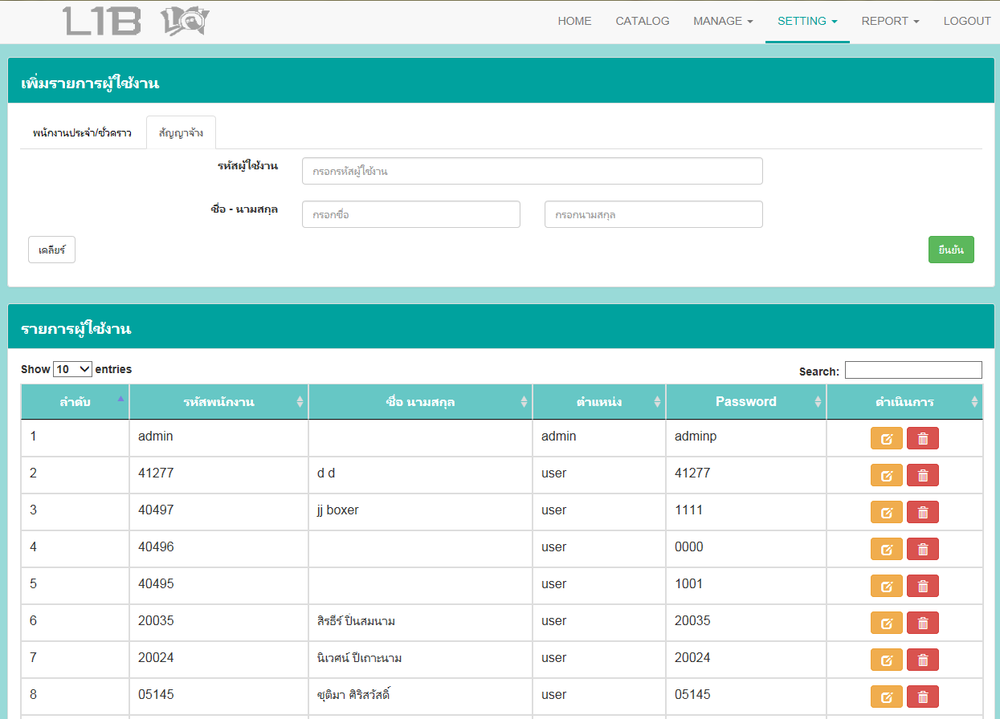 L1B
HOME CATALOG MANAGE SETTING REPORT LOGOUT
เพิ่มรายการผู้ใช้งาน
พนักงานประจำ/ชั่วคราว สัญญาจ้าง
รหัสผู้ใช้งาน กรอกรหัสผู้ใช้งาน
ชื่อ - นามสกุล กรอกชื่อ กรอกนามสกุล
เคลียร์ ยืนยัน
รายการผู้ใช้งาน
Show 10 entries Search:
ลำดับ รหัสพนักงาน ชื่อ นามสกุล ตำแหน่ง Password ดำเนินการ
1 admin admin adminp
2 41277 d d user 41277
3 40497 jj boxer user 1111
4 40496 user 0000
5 40495 user 1001
6 20035 สิรธีร์ ปิ่นสมนาม user 20035
7 20024 นิเวศน์ ปีเถาะนาม user 20024
8 05145 ชุติมา ศิริสวัสดิ์ user 05145